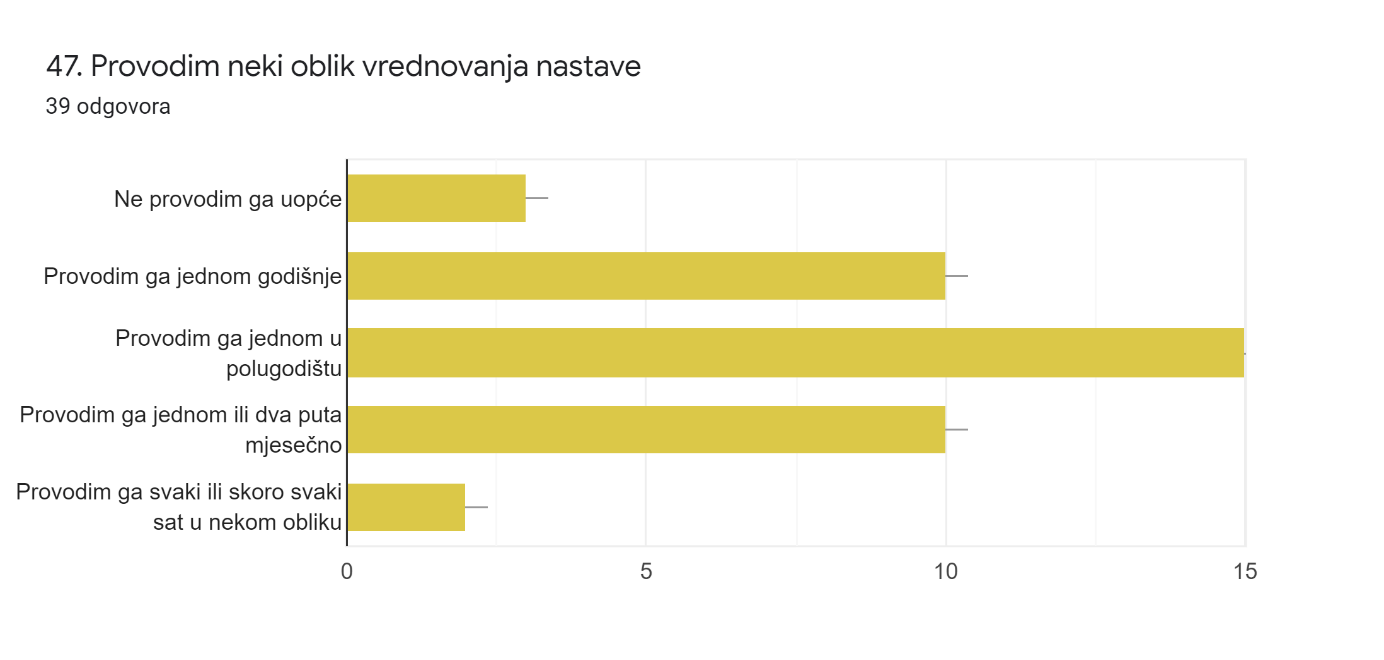 47. Provodim neki oblik vrednovanja nastave
39 odgovora
Ne provodim ga uopće
Provodim ga jednom godišnje
Provodim ga jednom u
polugodištu
Provodim ga jednom ili dva puta
mjesečno
Provodim ga svaki ili skoro svaki
sat u nekom obliku
0 5 10 15